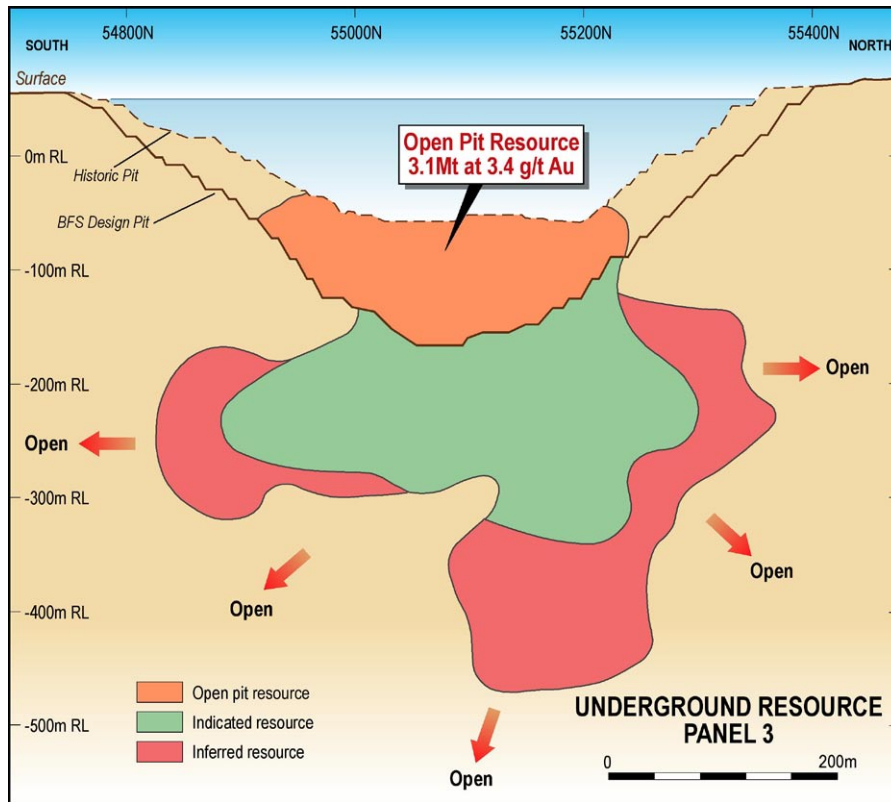 54800N
55000N
55200N
55400N
SOUTH
NORTH
Surface
Open Pit Resource
3.1Mt at 3.4 g/t Au
0m RL
Historic Pit
BFS Design Pit
-100m RL
-200m RL
Open
Open
-300m RL
Open
Open
-400m RL
Open pit resource
Indicated resource
Inferred resource
-500m RL
UNDERGROUND RESOURCE
PANEL 3
0
200m
Open